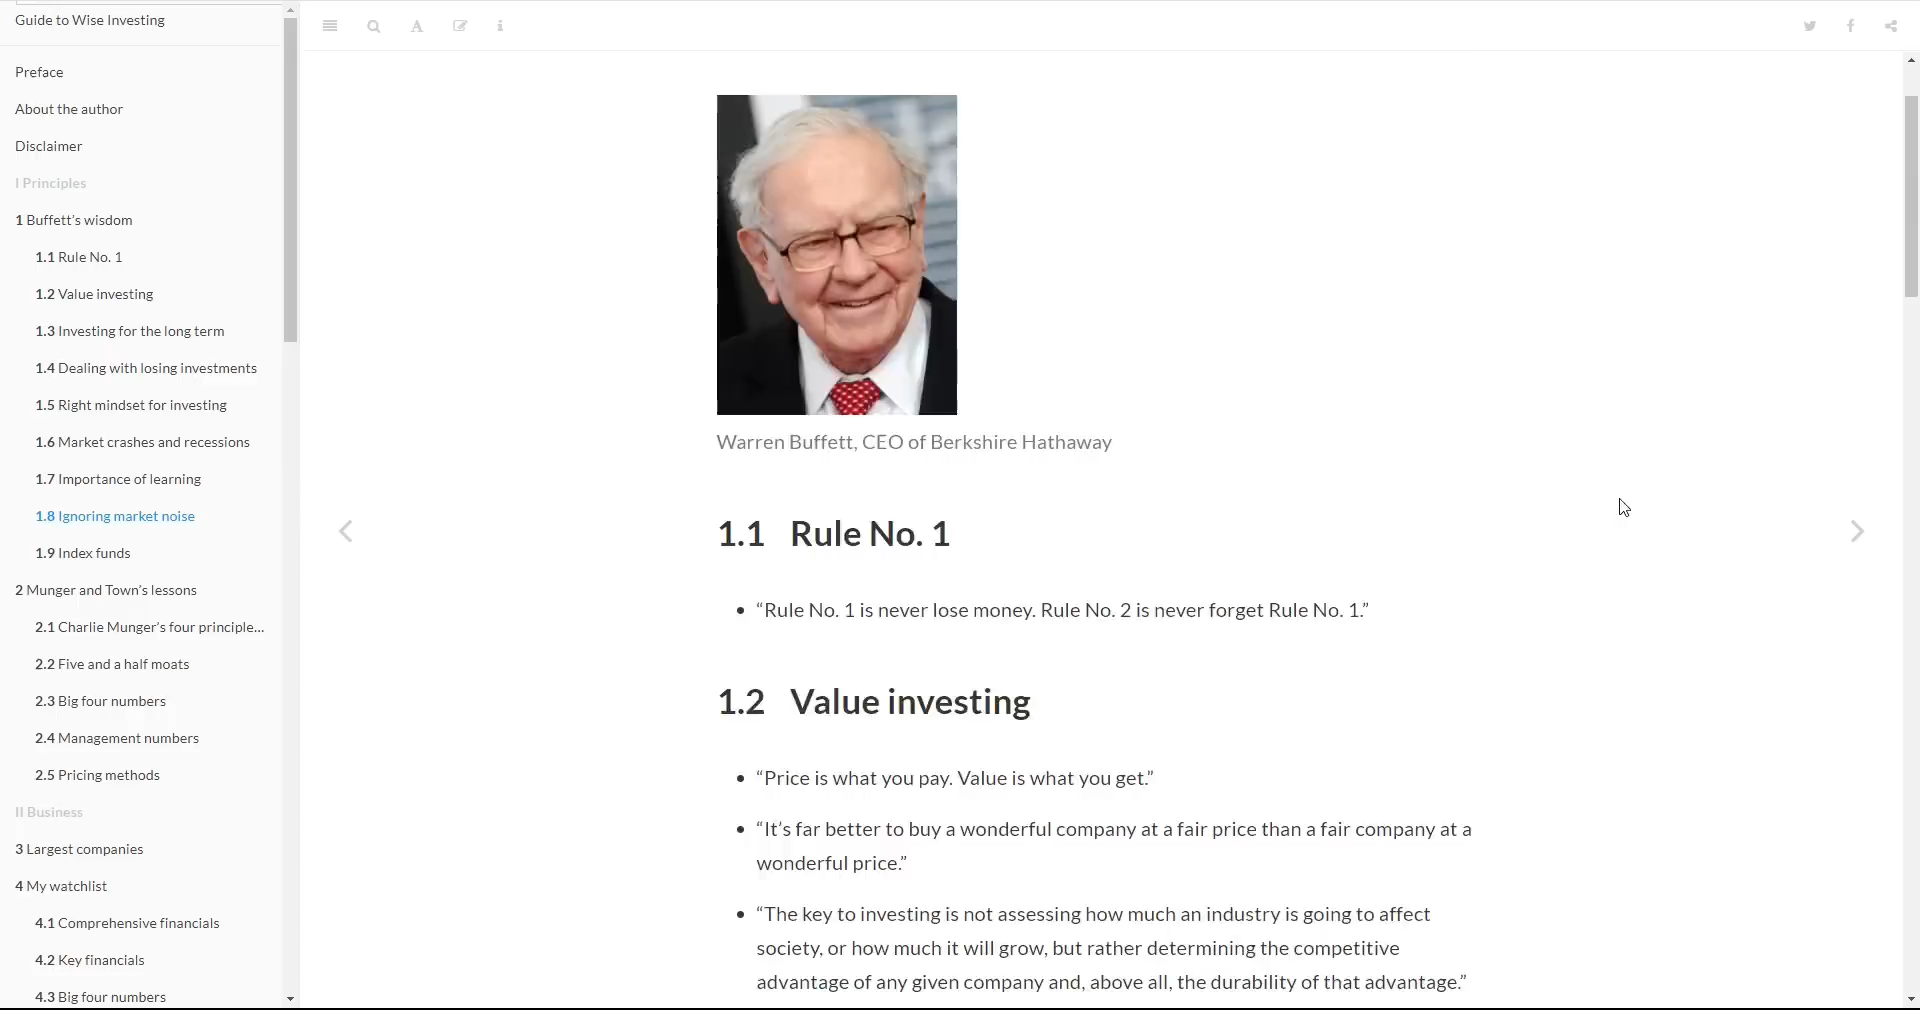 Guide to Wise Investing
Preface
About the author
Disclaimer
I Principles
1 Buffett’s wisdom
1.1 Rule No. 1
1.2 Value investing
1.3 Investing for the long term
1.4 Dealing with losing investments
1.5 Right mindset for investing
1.6 Market crashes and recessions
1.7 Importance of learning
1.8 Ignoring market noise
1.9 Index funds
2 Munger and Town’s lessons
2.1 Charlie Munger’s four principle...
2.2 Five and a half moats
2.3 Big four numbers
2.4 Management numbers
2.5 Pricing methods
II Business
3 Largest companies
4 My watchlist
4.1 Comprehensive financials
4.2 Key financials
4.3 Big four numbers
Warren Buffett, CEO of Berkshire Hathaway
1.1 Rule No. 1
• “Rule No. 1 is never lose money. Rule No. 2 is never forget Rule No. 1.”
1.2 Value investing
• “Price is what you pay. Value is what you get.”
• “It’s far better to buy a wonderful company at a fair price than a fair company at a
wonderful price.”
• “The key to investing is not assessing how much an industry is going to affect
society, or how much it will grow, but rather determining the competitive
advantage of any given company and, above all, the durability of that advantage.”